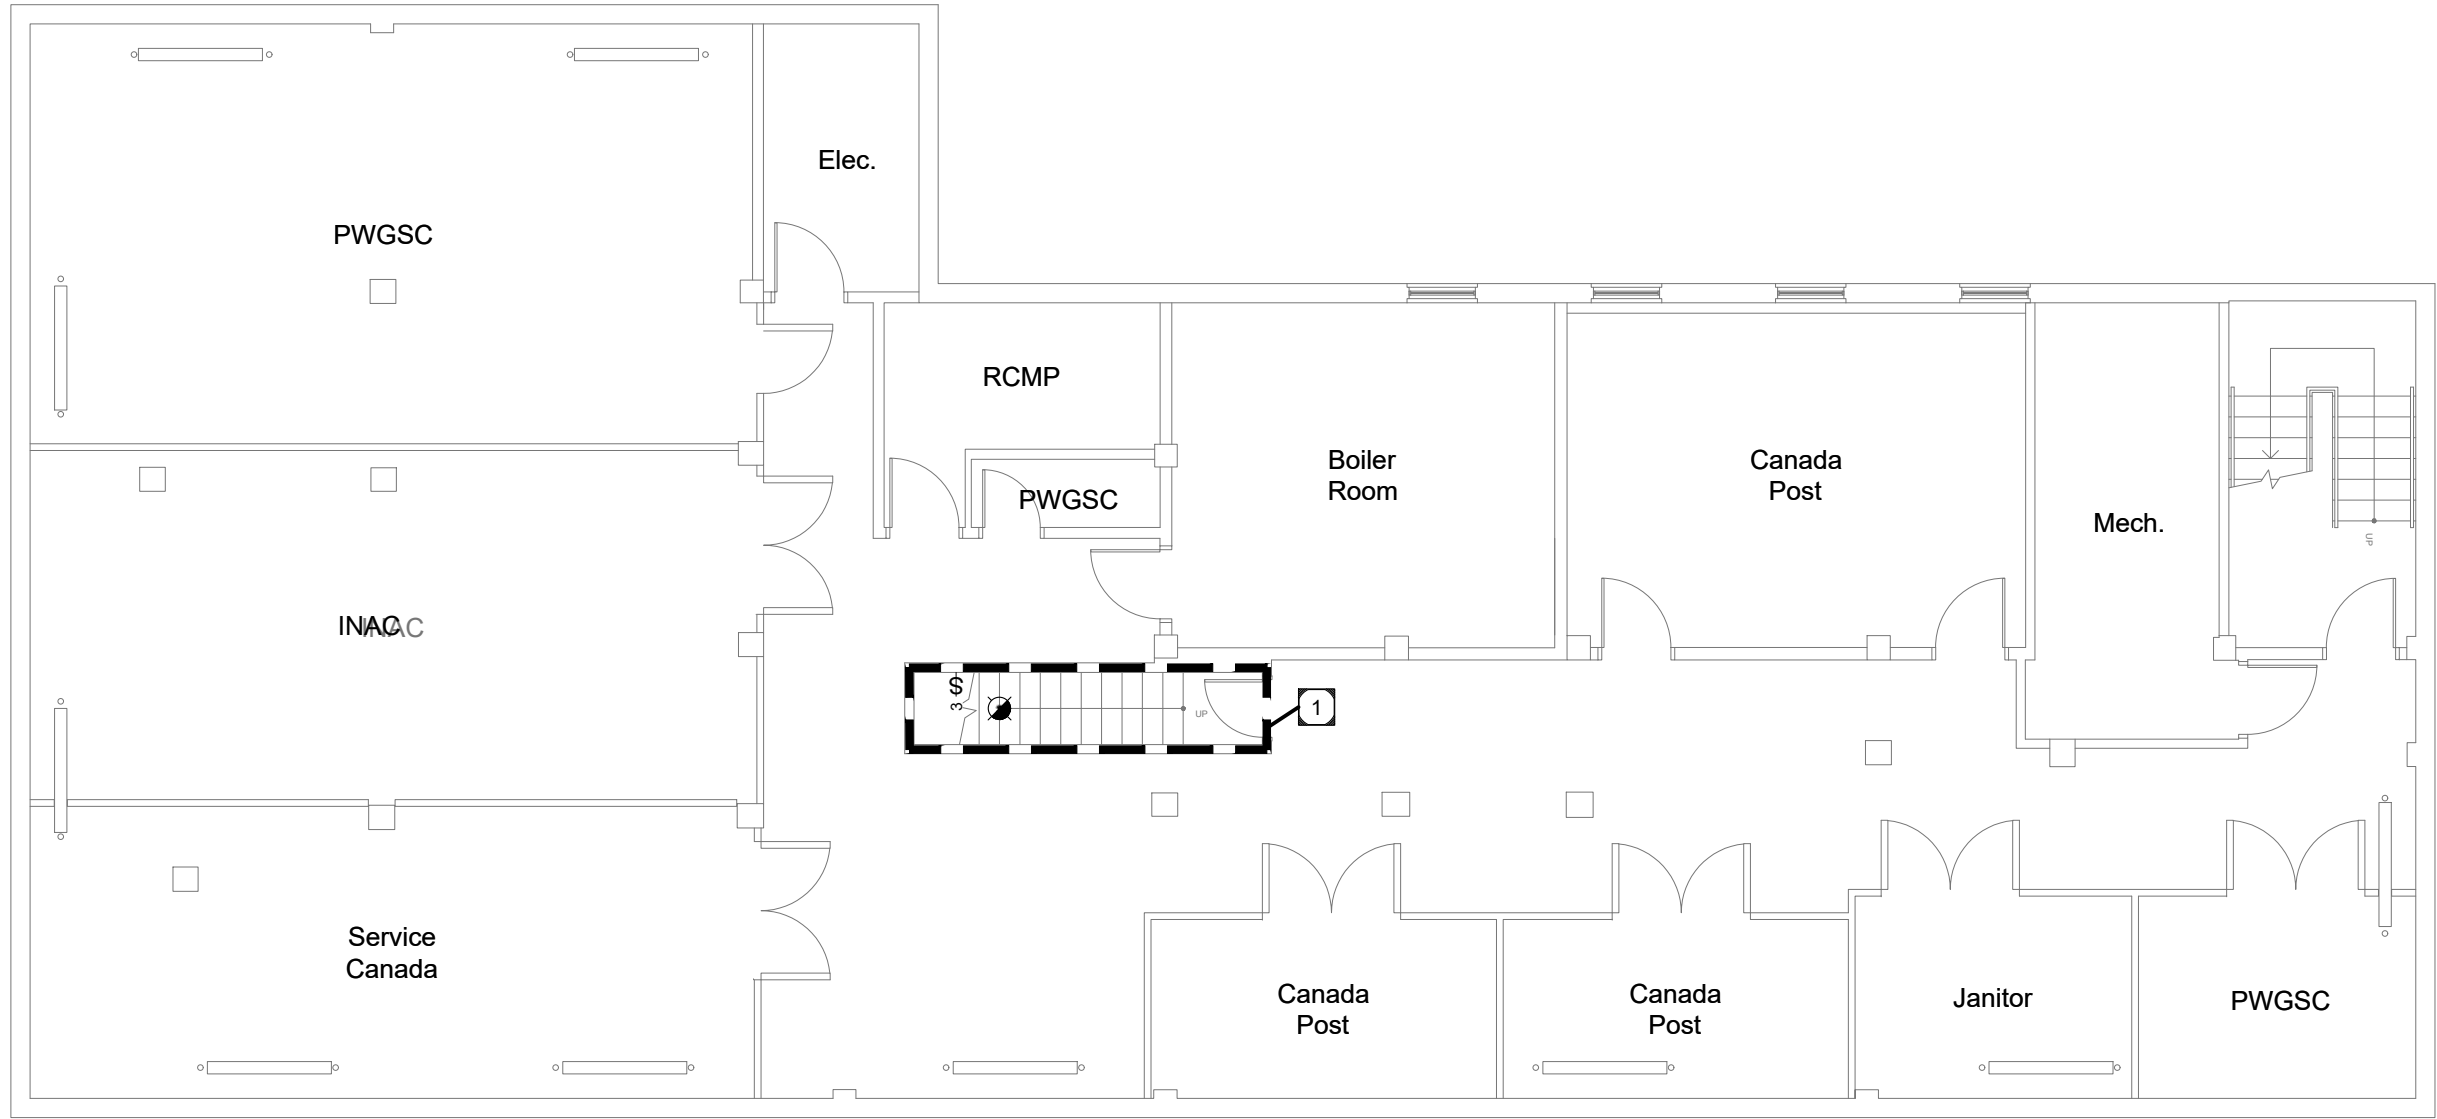 Elec.
PWGSC
RCMP
PWGSC
Boiler
Room
Canada
Post
Mech.
UP
INAC
INAC
$
3
UP
1
Service
Canada
Canada
Post
Canada
Post
Janitor
PWGSC